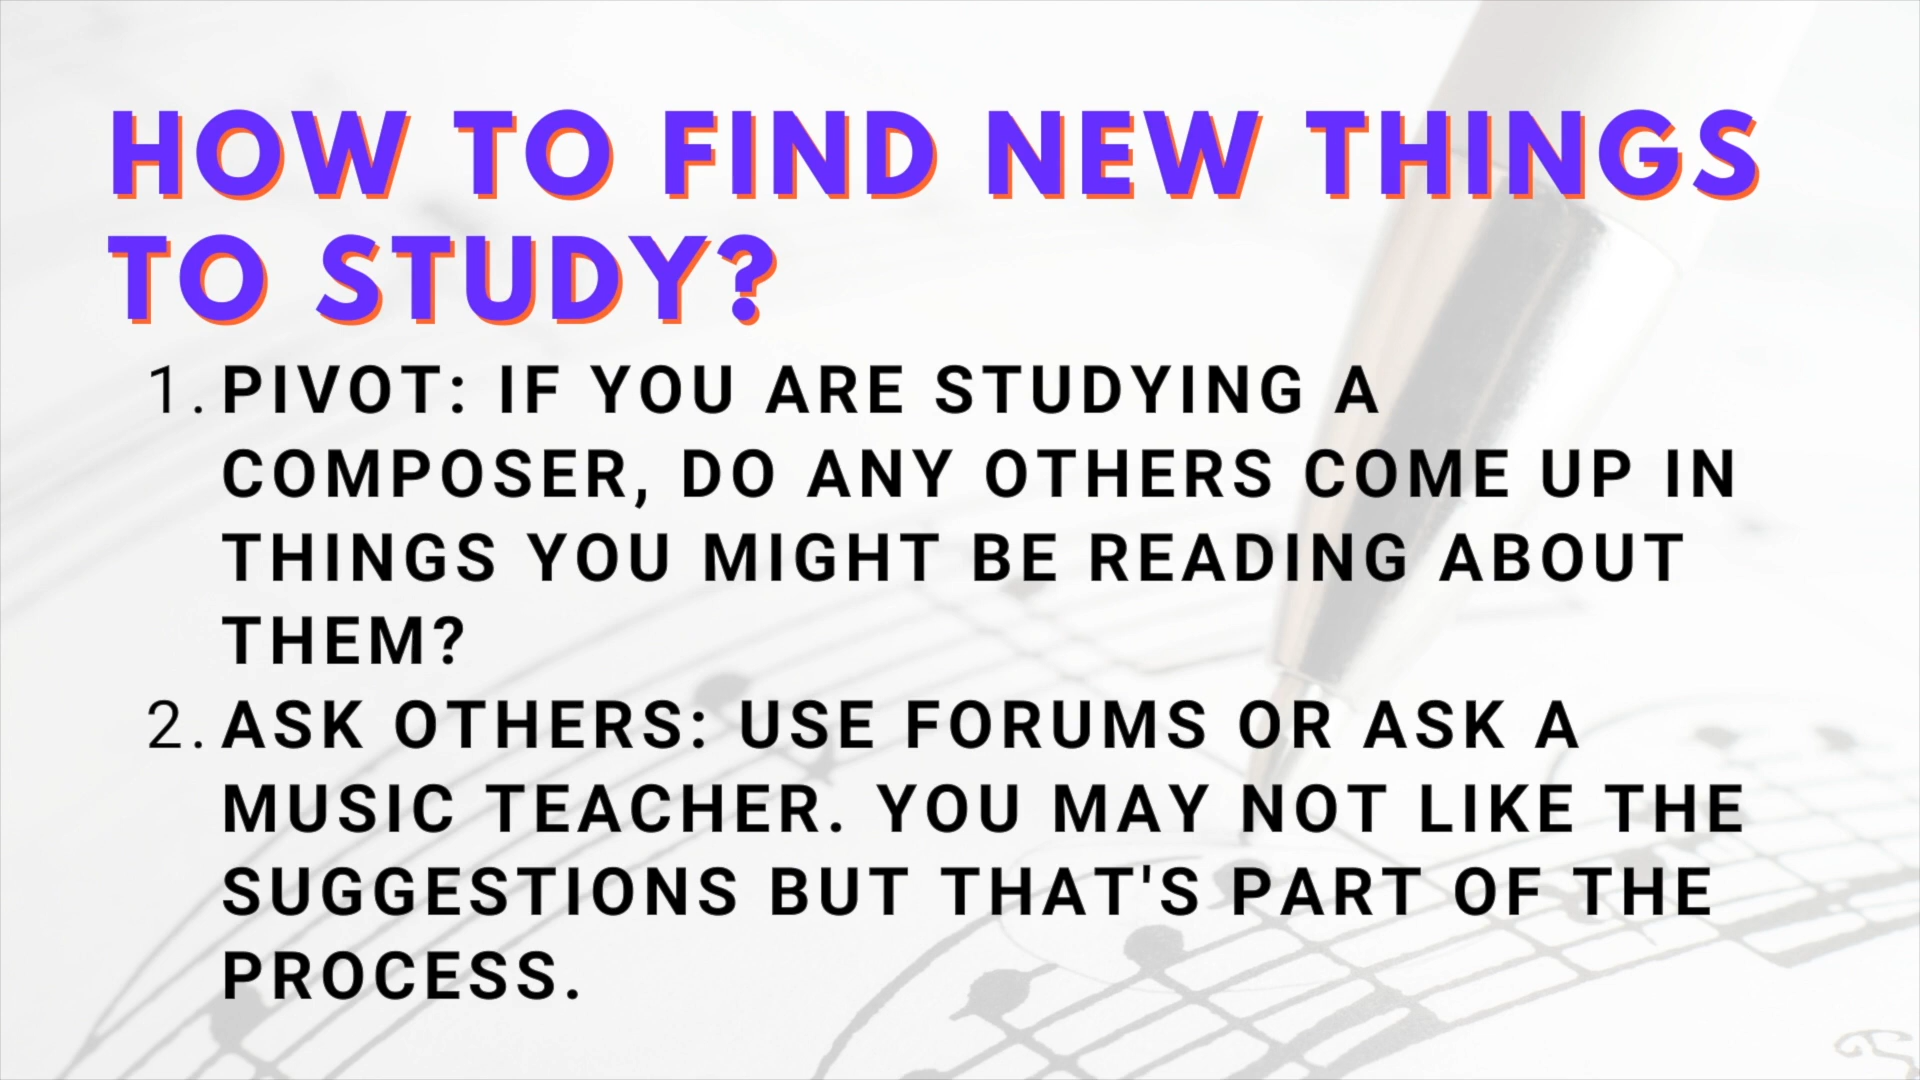 HOW TO FIND NEW THINGS
TO STUDY?
1. PIVOT: IF YOU ARE STUDYING A
COMPOSER, DO ANY OTHERS COME UP IN
THINGS YOU MIGHT BE READING ABOUT
THEM?
2. ASK OTHERS: USE FORUMS OR ASK A
MUSIC TEACHER. YOU MAY NOT LIKE THE
SUGGESTIONS BUT THAT'S PART OF THE
PROCESS.